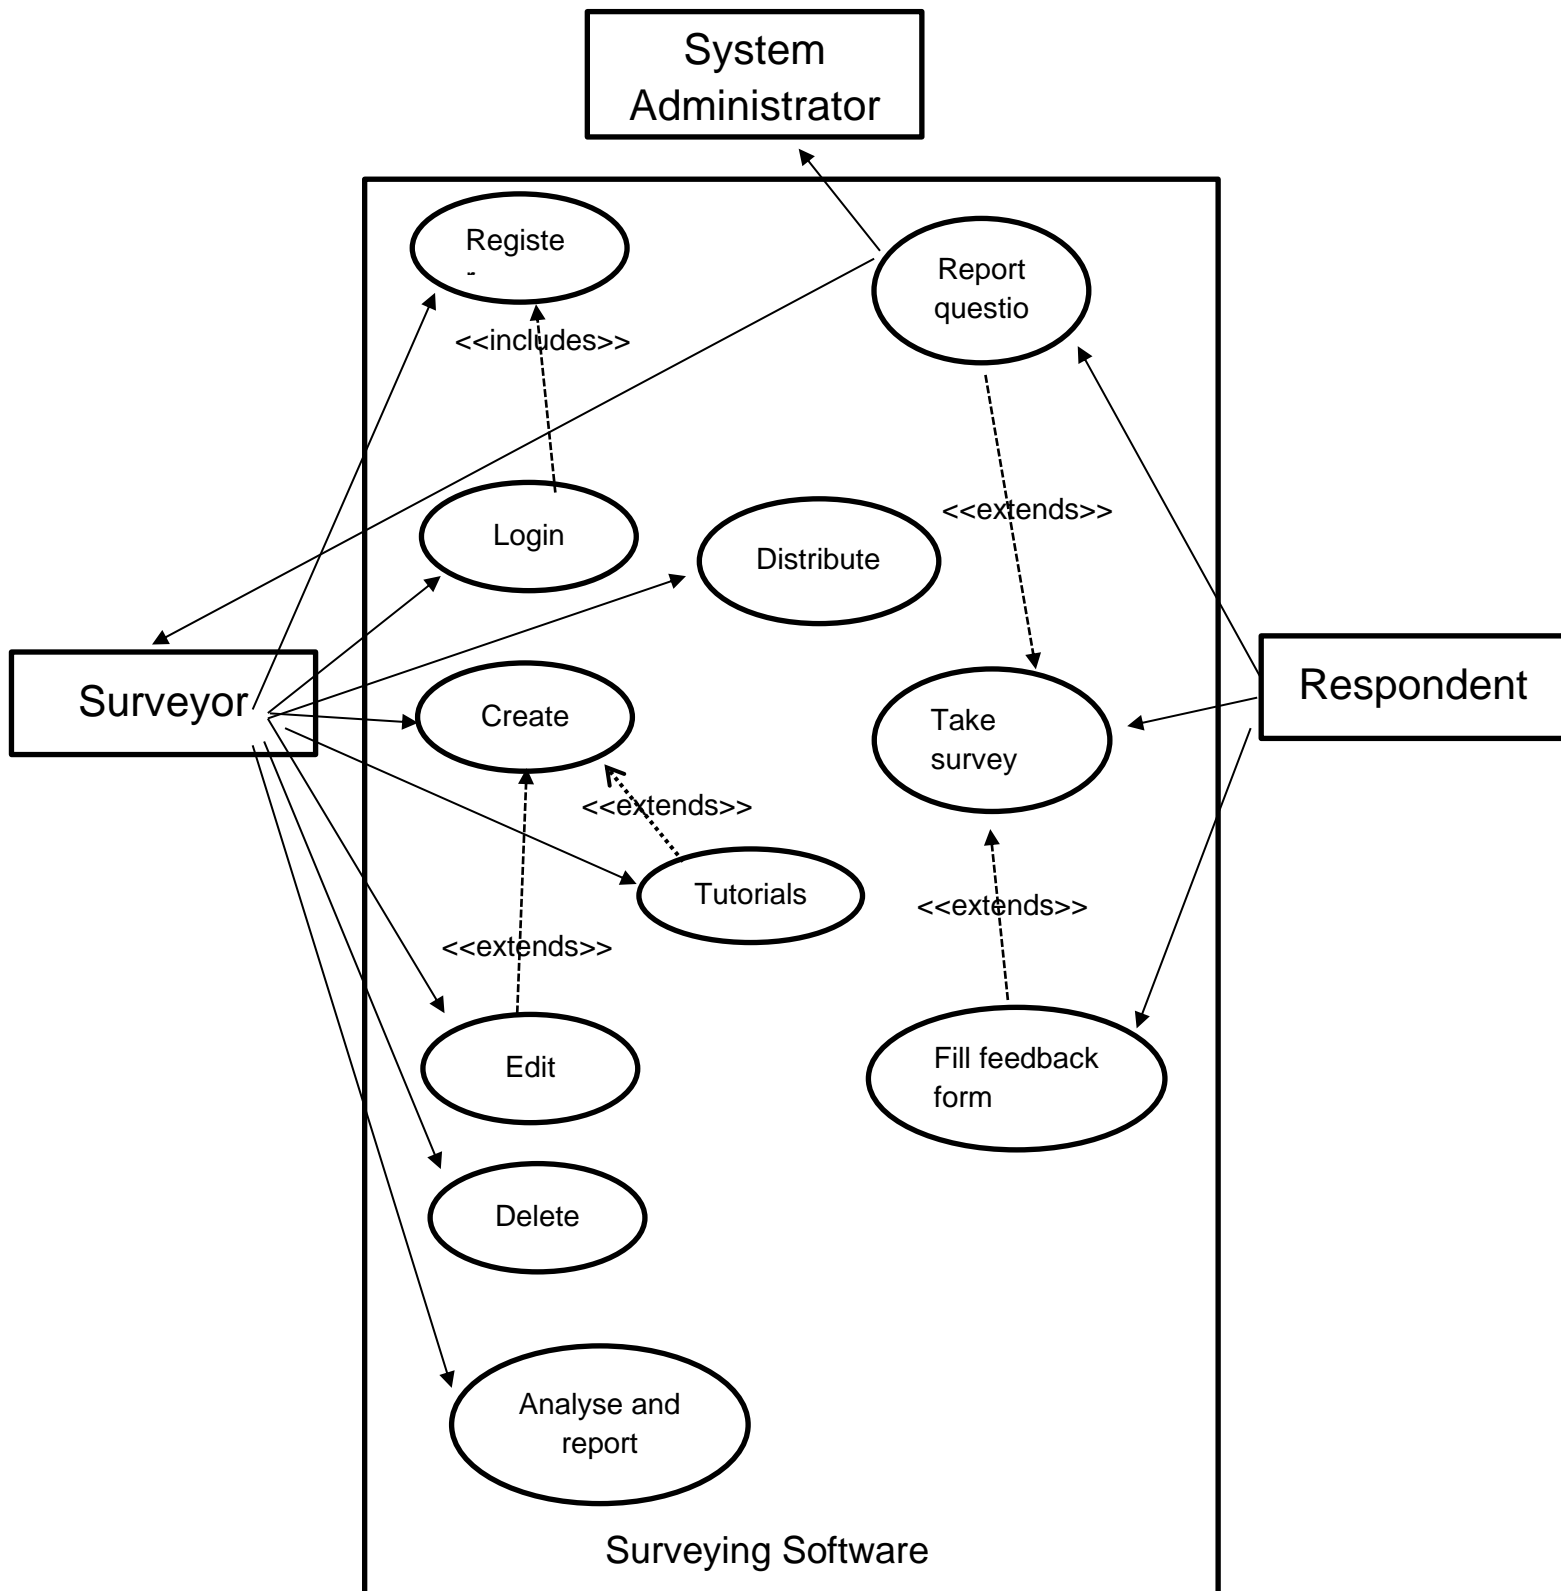 System
Administrator
Registe
Report
questio
<<includes>>
Login
<<extends>>
Distribute
Surveyor
Respondent
Create
Take
survey
<<extends>>
Tutorials
<<extends>>
<<extends>>
Edit
Fill feedback
form
Delete
Analyse and
report
Surveying Software